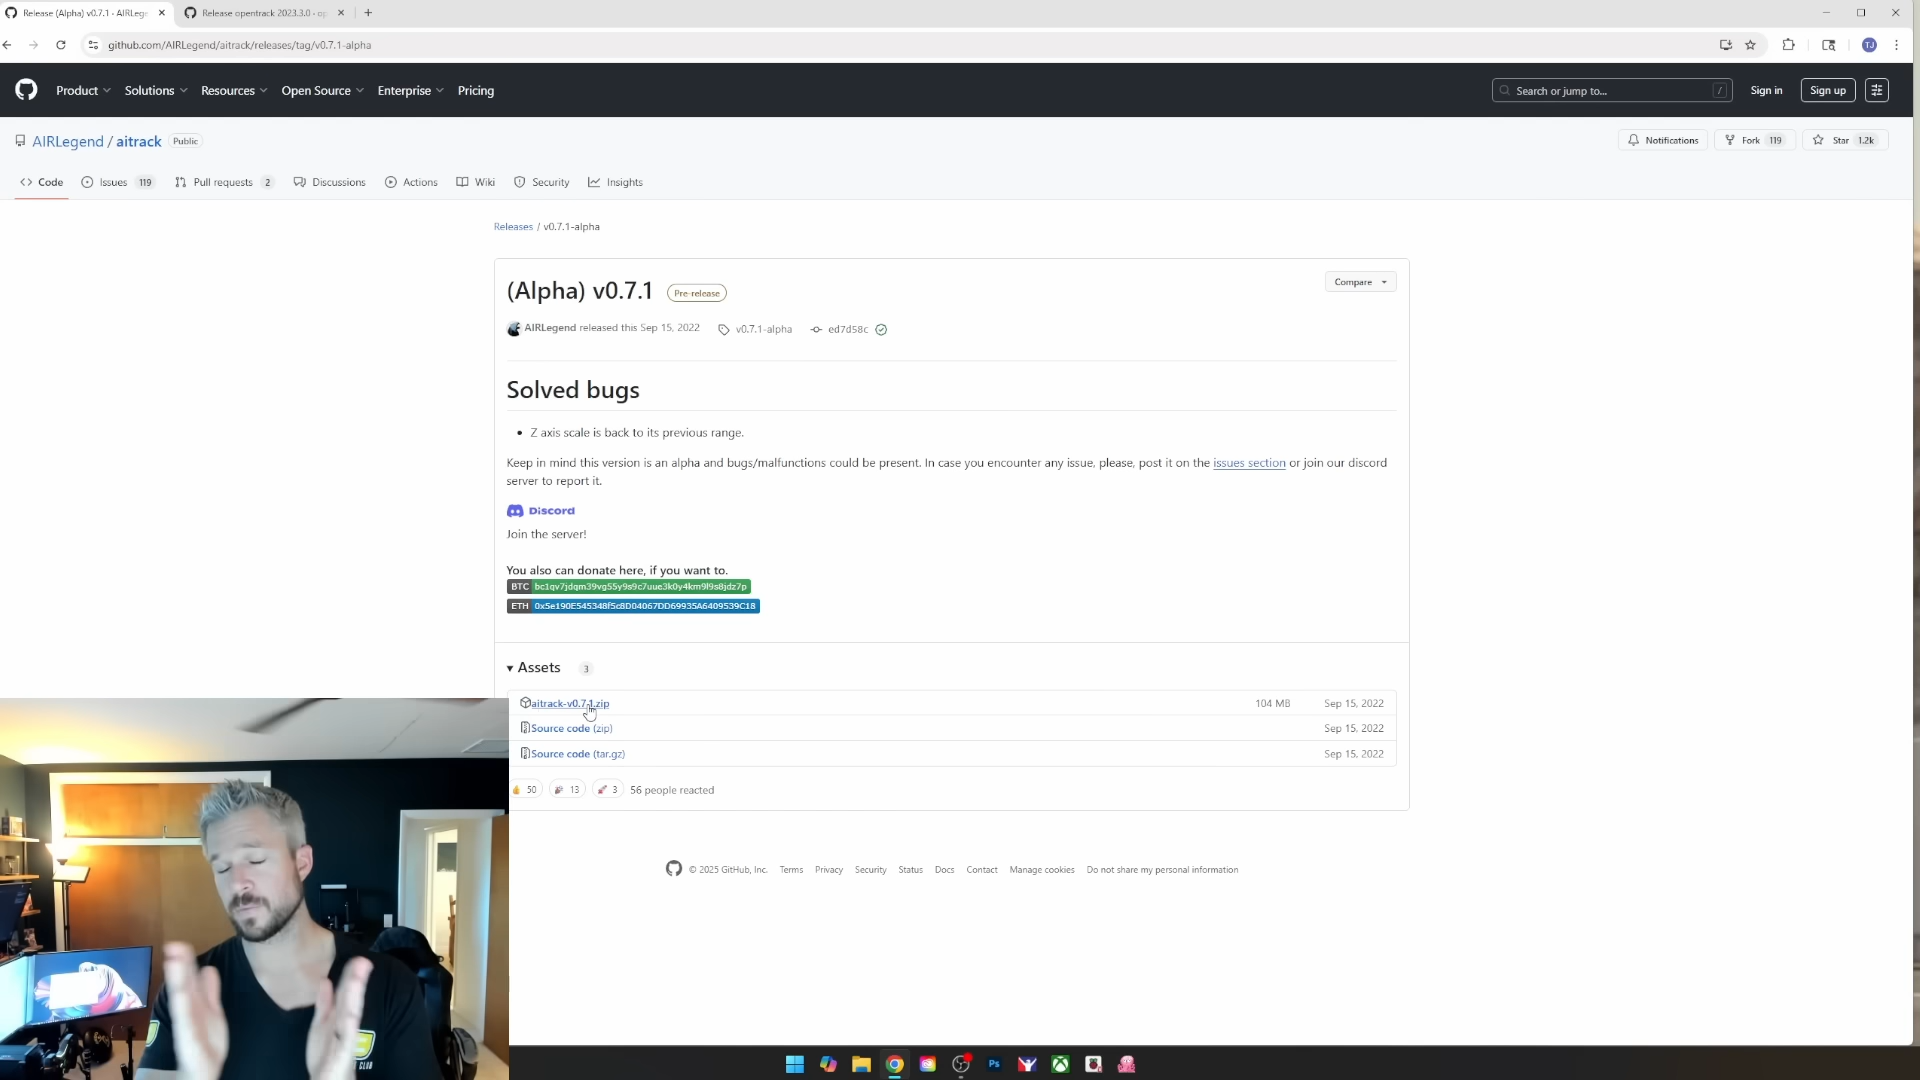 Release (Alpha) v0.7.1 · AIRLege
Release opentrack 2023.3.0 · op
github.com/AIRLegend/aitrack/releases/tag/v0.7.1-alpha
TJ
Product
Solutions
Resources
Open Source
Enterprise
Pricing
Search or jump to...
/
Sign in
Sign up
AIRLegend / aitrack
Public
Notifications
Fork 119
Star 1.2k
Code
Issues 119
Pull requests 2
Discussions
Actions
Wiki
Security
Insights
Releases / v0.7.1-alpha
(Alpha) v0.7.1
Pre-release
Compare
AIRLegend released this Sep 15, 2022
v0.7.1-alpha
ed7d58c
Solved bugs
• Z axis scale is back to its previous range.
Keep in mind this version is an alpha and bugs/malfunctions could be present. In case you encounter any issue, please, post it on the issues section or join our discord
server to report it.
Discord
Join the server!
You also can donate here, if you want to.
BTC bc1qv7jdqm39vg55y9s9c7uue3k0y4km9l9s8jdz7p
ETH 0x5e190E545348f5c8D04067DD69935A6409539C18
Assets 3
aitrack-v0.7.1.zip
104 MB
Sep 15, 2022
Source code (zip)
Sep 15, 2022
Source code (tar.gz)
Sep 15, 2022
50
13
3
56 people reacted
© 2025 GitHub, Inc.
Terms
Privacy
Security
Status
Docs
Contact
Manage cookies
Do not share my personal information
Ps
CLUB